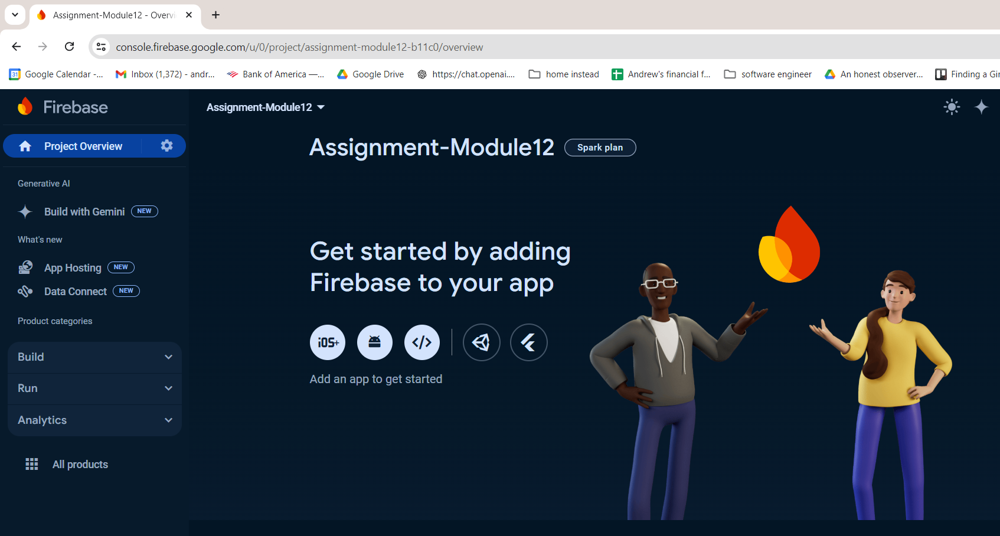 Assignment-Module12 - Overvi
console.firebase.google.com/u/0/project/assignment-module12-b11c0/overview
31 Google Calendar -... Inbox (1,372) - andr... Bank of America —... Google Drive https://chat.openai.... home instead Andrew's financial f... software engineer An honest observer... Finding a Gir
Firebase
Assignment-Module12
Project Overview
Assignment-Module12 Spark plan
Generative AI
Build with Gemini NEW
What's new
App Hosting NEW
Data Connect NEW
Product categories
Build
Run
Analytics
All products
Get started by adding
Firebase to your app
iOS+ </>
Add an app to get started